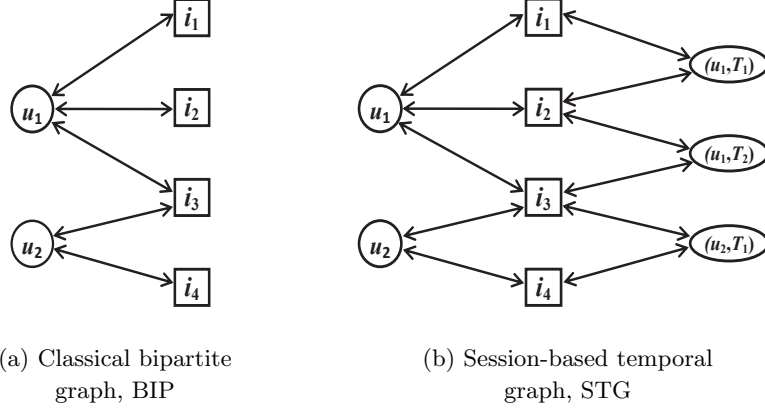 i1
i2
i3
i4
u1
u2
i1
i2
i3
i4
u1
u2
(u1,T1)
(u1,T2)
(u2,T1)
(a) Classical bipartite
graph, BIP
(b) Session-based temporal
graph, STG